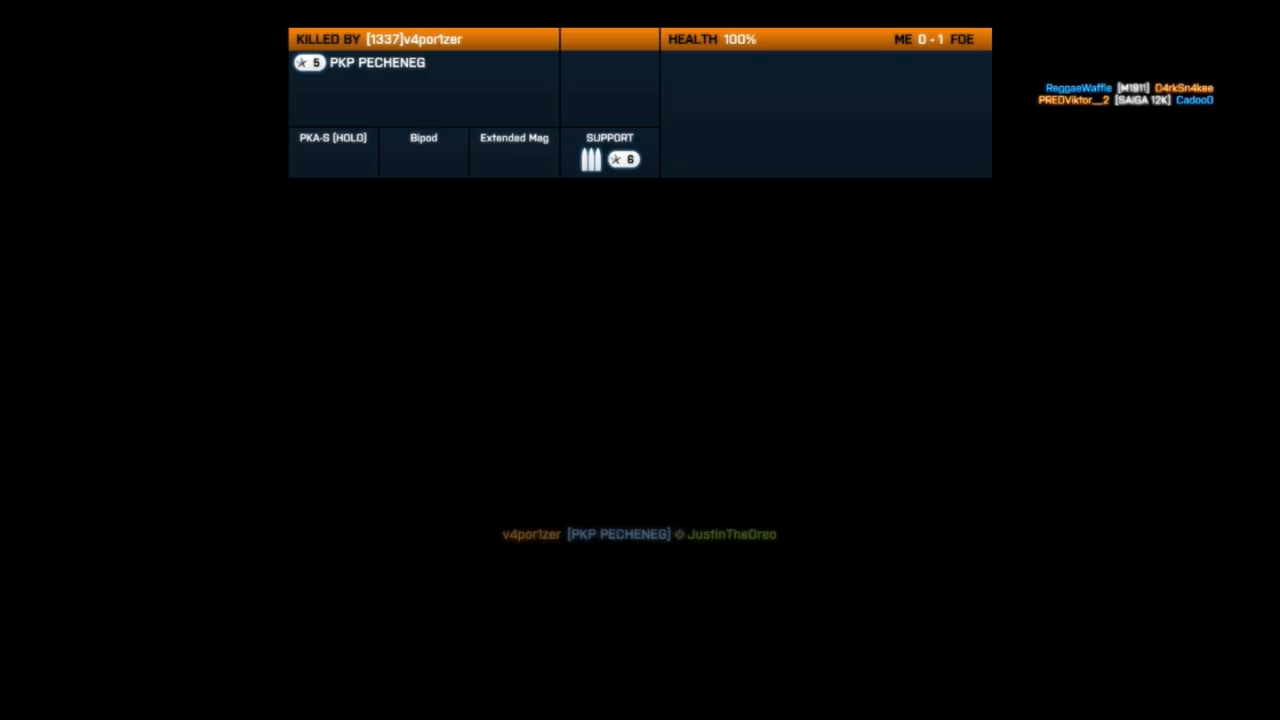 KILLED BY [1337]v4por1zer
HEALTH 100% ME 0 - 1 FOE
5 PKP PECHENEG
PKA-S (HOLO) Bipod Extended Mag SUPPORT
6
ReggaeWaffle [M1911] D4rkSn4kee
PREDViktor__2 [SAIGA 12K] CadooO
v4por1zer [PKP PECHENEG] JustInTheOreo